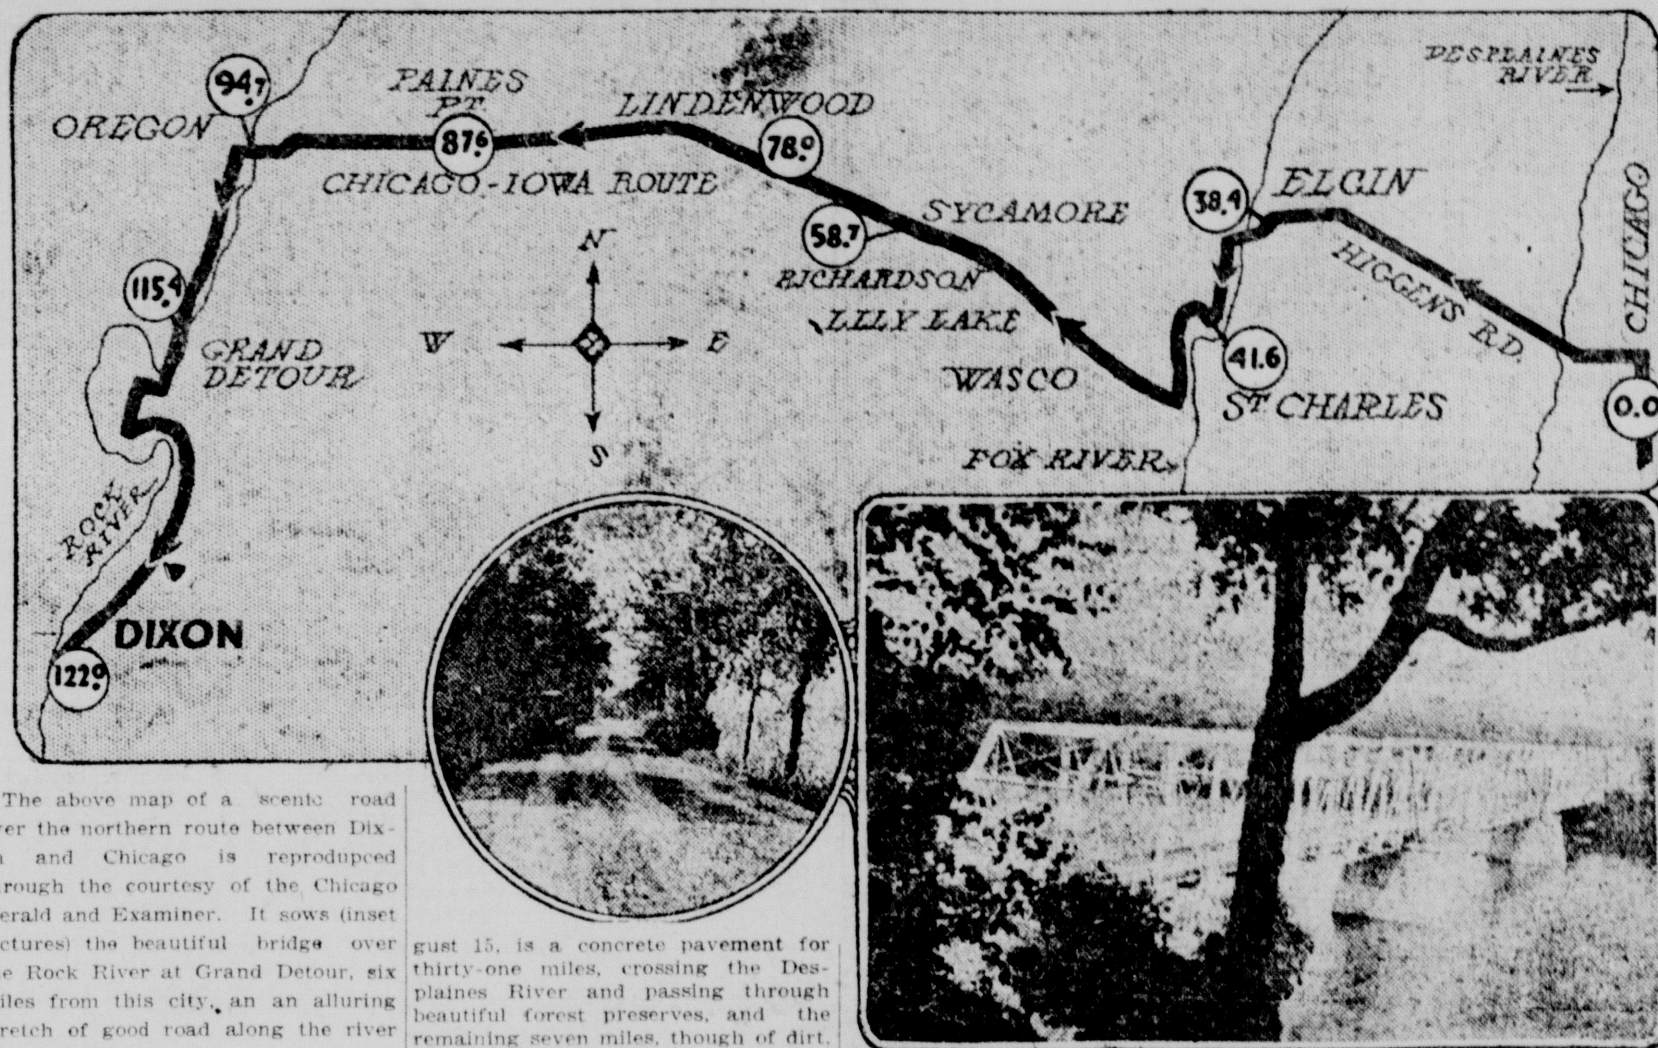 DESPLAINES
RIVER
94.7
PAINES
PT.
OREGON
LINDENWOOD
87.6
78.0
CHICAGO-IOWA ROUTE
CHICAGO
ELGIN
38.4
SYCAMORE
58.7
HIGGENS RD.
N
RICHARDSON
115.4
LILY LAKE
W
E
GRAND
DETOUR
41.6
WASCO
ST CHARLES
0.0
S
FOX RIVER
ROCK
RIVER
DIXON
122.0
The above map of a scenic road
er the northern route between Dix-
and Chicago is reprodupced
rough the courtesy of the Chicago
erald and Examiner. It sows (inset
ctures) the beautiful bridge over
e Rock River at Grand Detour, six
iles from this city, an an alluring
retch of good road along the river
gust 15, is a concrete pavement for
thirty-one miles, crossing the Des-
plaines River and passing through
beautiful forest preserves, and the
remaining seven miles, though of dirt,